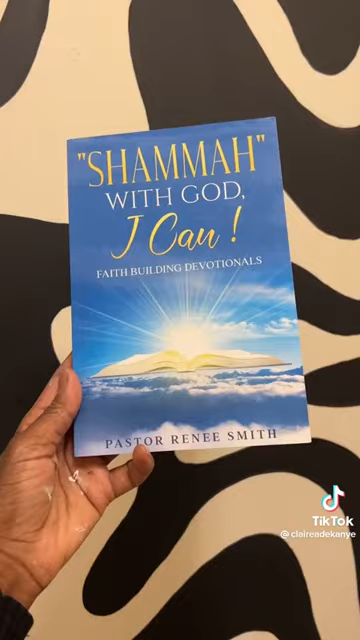 "SHAMMAH"
WITH GOD,
I Can!
FAITH BUILDING DEVOTIONALS
PASTOR RENEE SMITH
TikTok
@claireadekanye